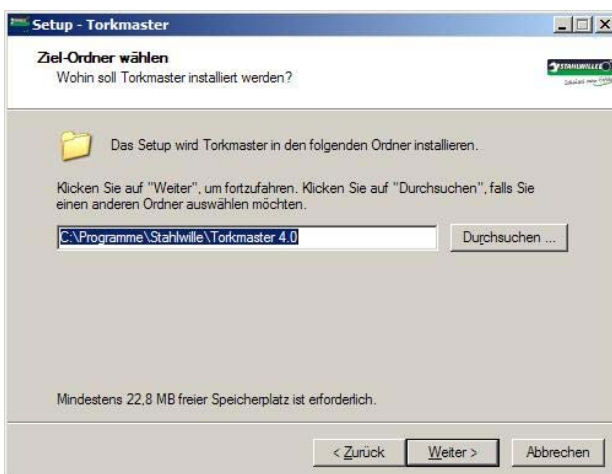 Setup - Torkmaster
Ziel-Ordner wählen
Wohin soll Torkmaster installiert werden?
STAHLWILLE
Das Setup wird Torkmaster in den folgenden Ordner installieren.
Klicken Sie auf "Weiter", um fortzufahren. Klicken Sie auf "Durchsuchen", falls Sie
einen anderen Ordner auswählen möchten.
C:\Programme\Stahlwille\Torkmaster 4.0
Durchsuchen ...
Mindestens 22,8 MB freier Speicherplatz ist erforderlich.
< Zurück
Weiter >
Abbrechen